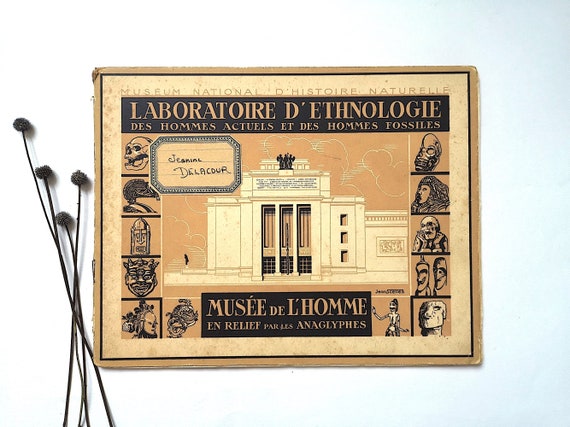 MUSÉUM NATIONAL D'HISTOIRE NATURELLE
LABORATOIRE D'ETHNOLOGIE
DES HOMMES ACTUELS ET DES HOMMES FOSSILES
Jeanine
DELACOUR
MUSÉE DE L'HOMME
EN RELIEF PAR LES ANAGLYPHES